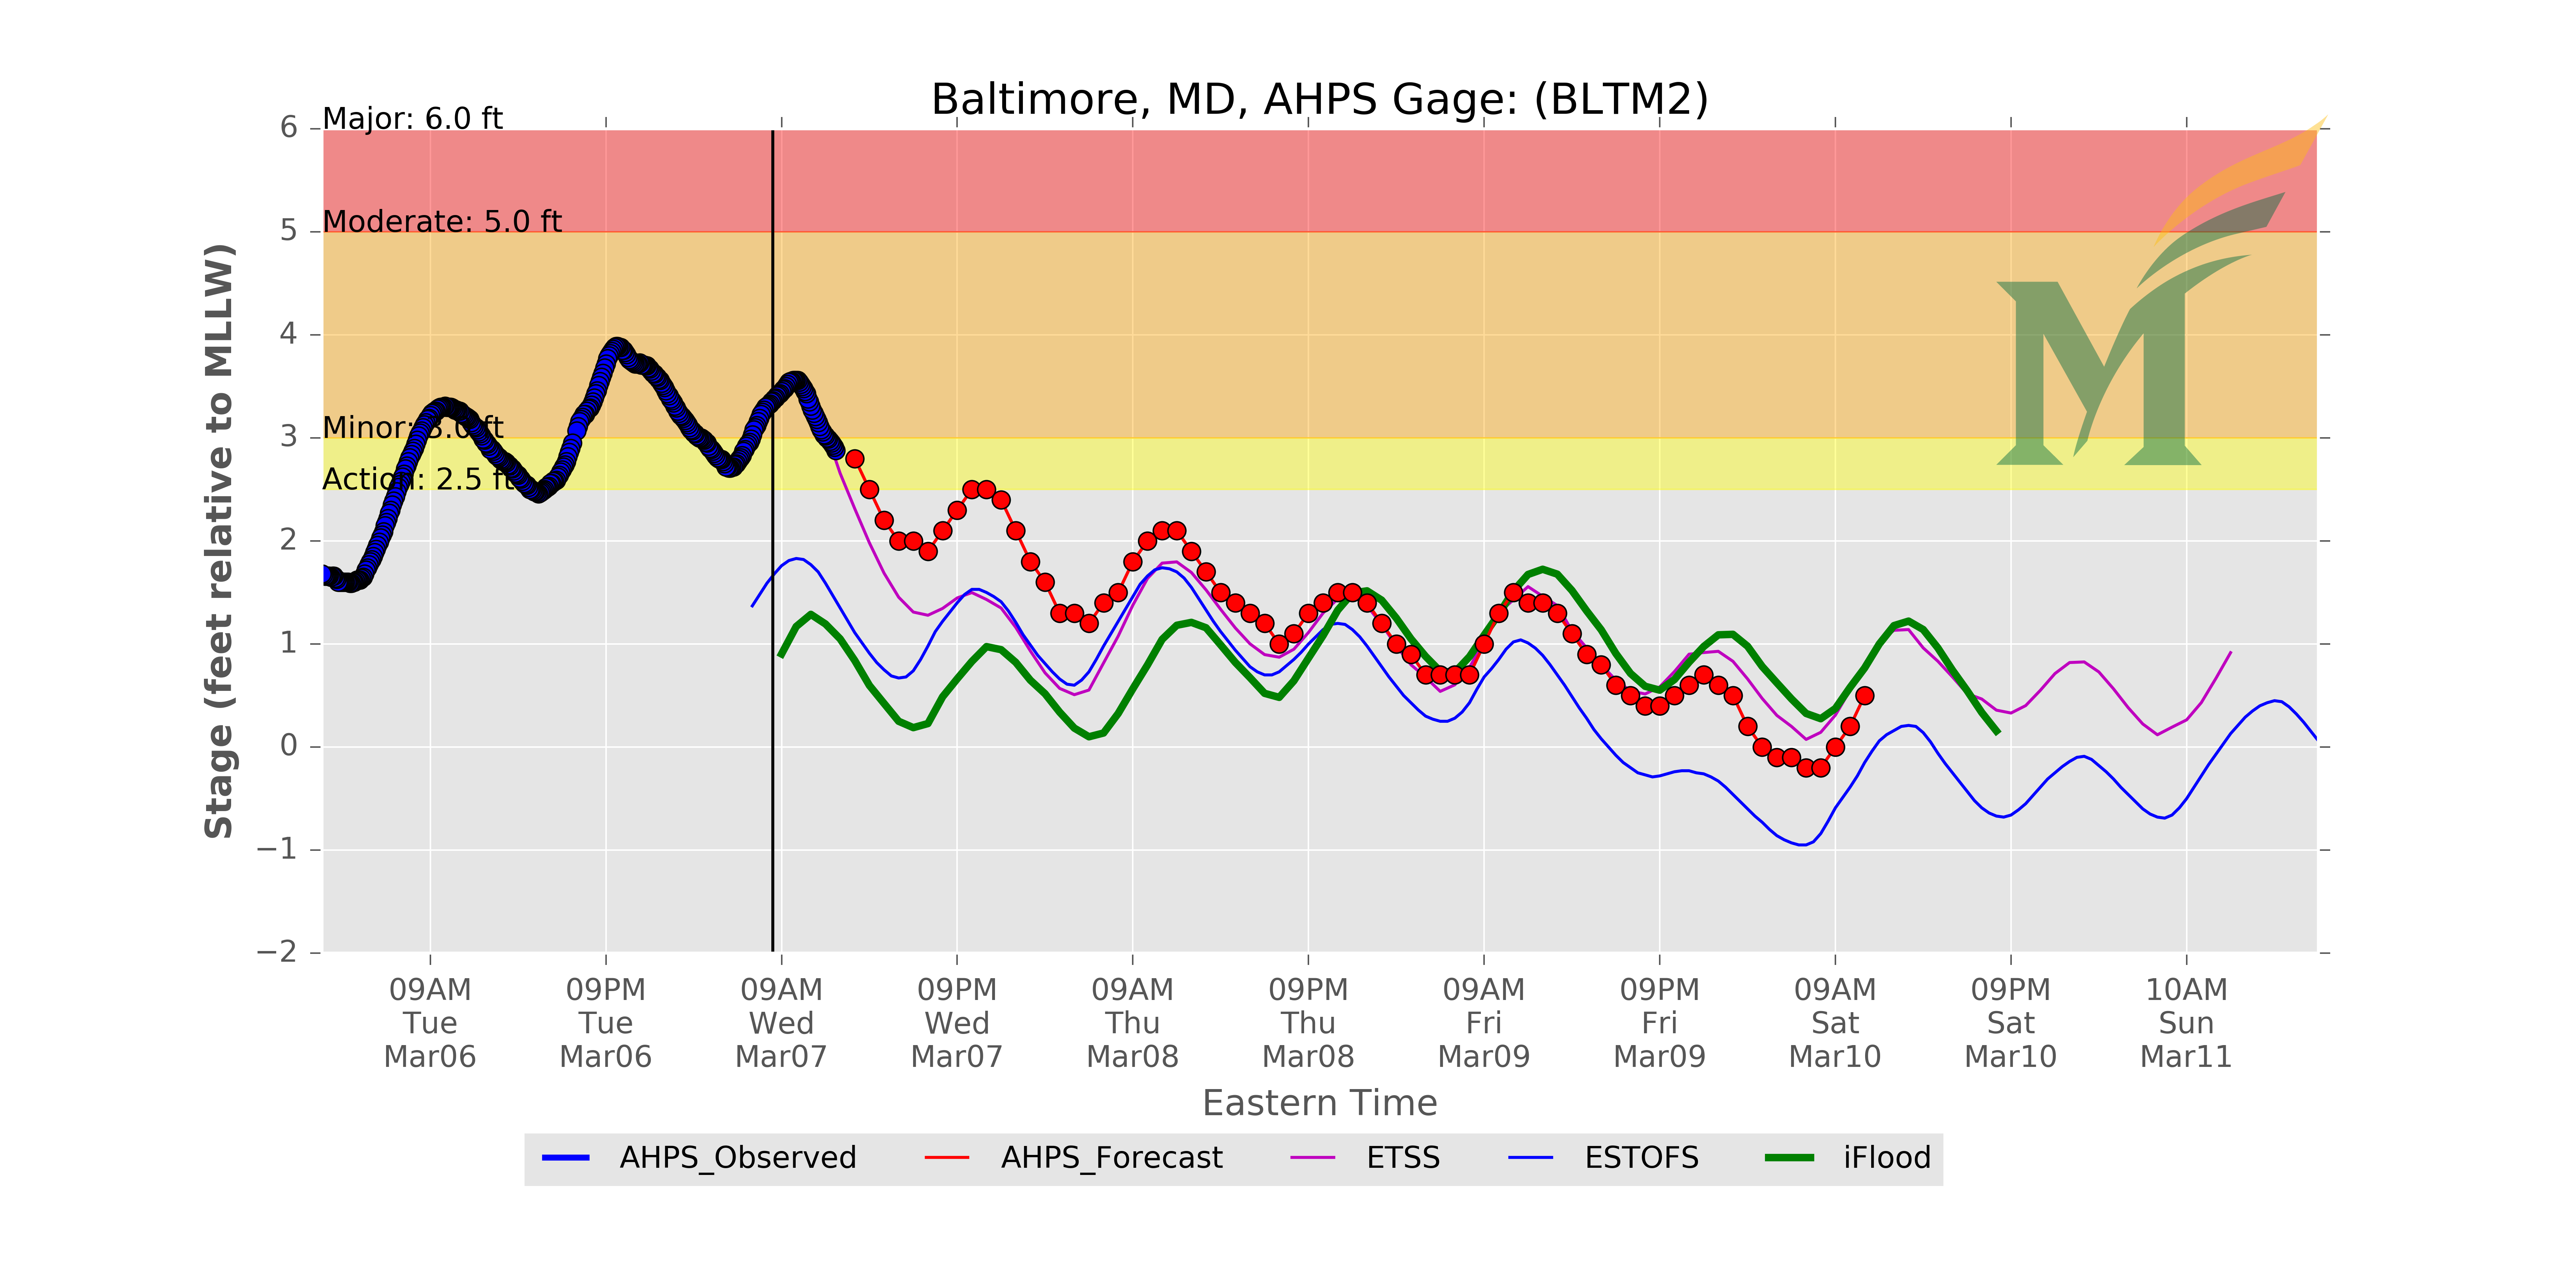 Baltimore, MD, AHPS Gage: (BLTM2)
Major: 6.0 ft
Moderate: 5.0 ft
Minor: 3.0 ft
Action: 2.5 ft
Stage (feet relative to MLLW)
6
5
4
3
2
1
0
−1
−2
09AM
Tue
Mar06
09PM
Tue
Mar06
09AM
Wed
Mar07
09PM
Wed
Mar07
09AM
Thu
Mar08
09PM
Thu
Mar08
09AM
Fri
Mar09
09PM
Fri
Mar09
09AM
Sat
Mar10
09PM
Sat
Mar10
10AM
Sun
Mar11
Eastern Time
AHPS_Observed
AHPS_Forecast
ETSS
ESTOFS
iFlood
M